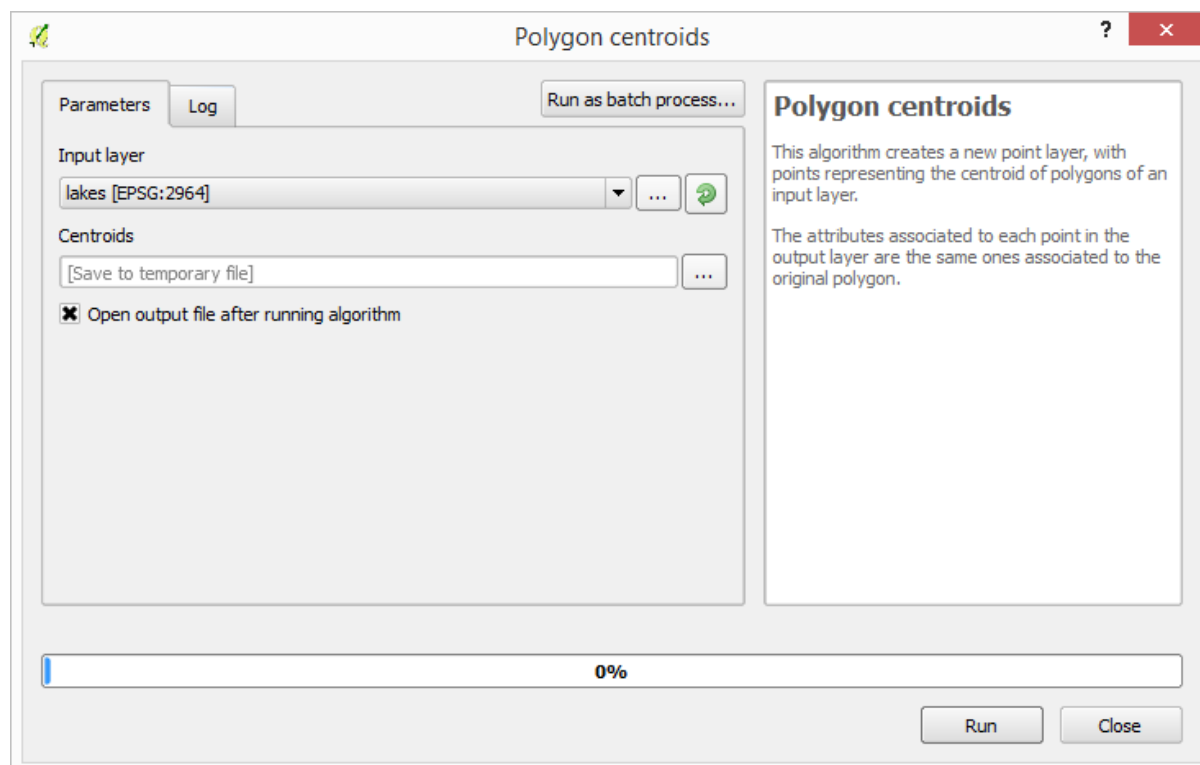 Polygon centroids
?
Parameters
Log
Run as batch process...
Input layer
lakes [EPSG:2964]
...
Centroids
[Save to temporary file]
...
Open output file after running algorithm
Polygon centroids
This algorithm creates a new point layer, with
points representing the centroid of polygons of an
input layer.
The attributes associated to each point in the
output layer are the same ones associated to the
original polygon.
0%
Run
Close